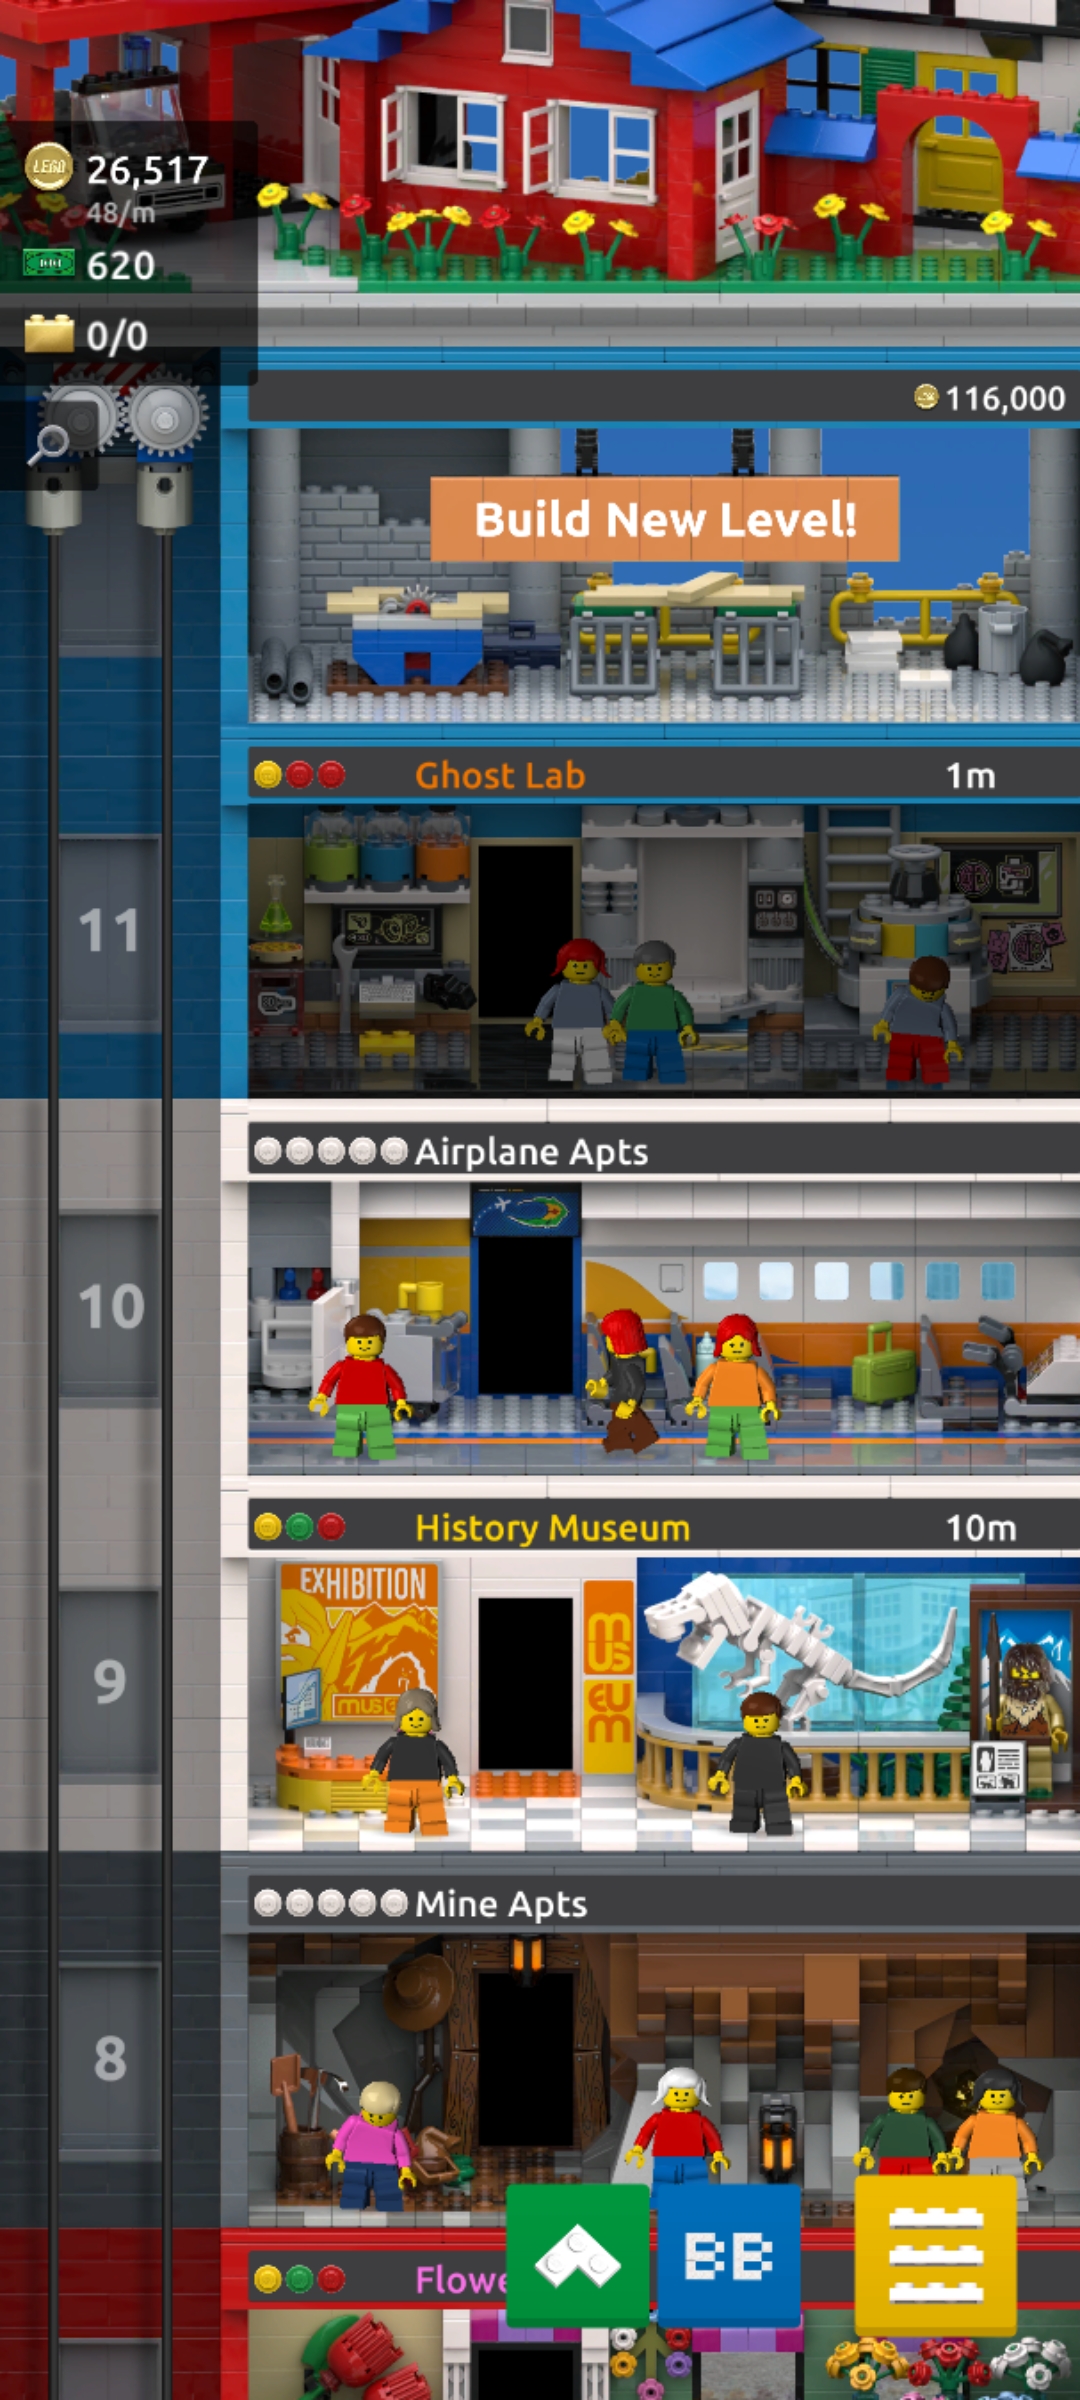 LEGO
26,517
48/m
620
0/0
116,000
Build New Level!
Ghost Lab
1m
11
Airplane Apts
10
History Museum
10m
EXHIBITION
museum
9
Mine Apts
8
BB
Flowe